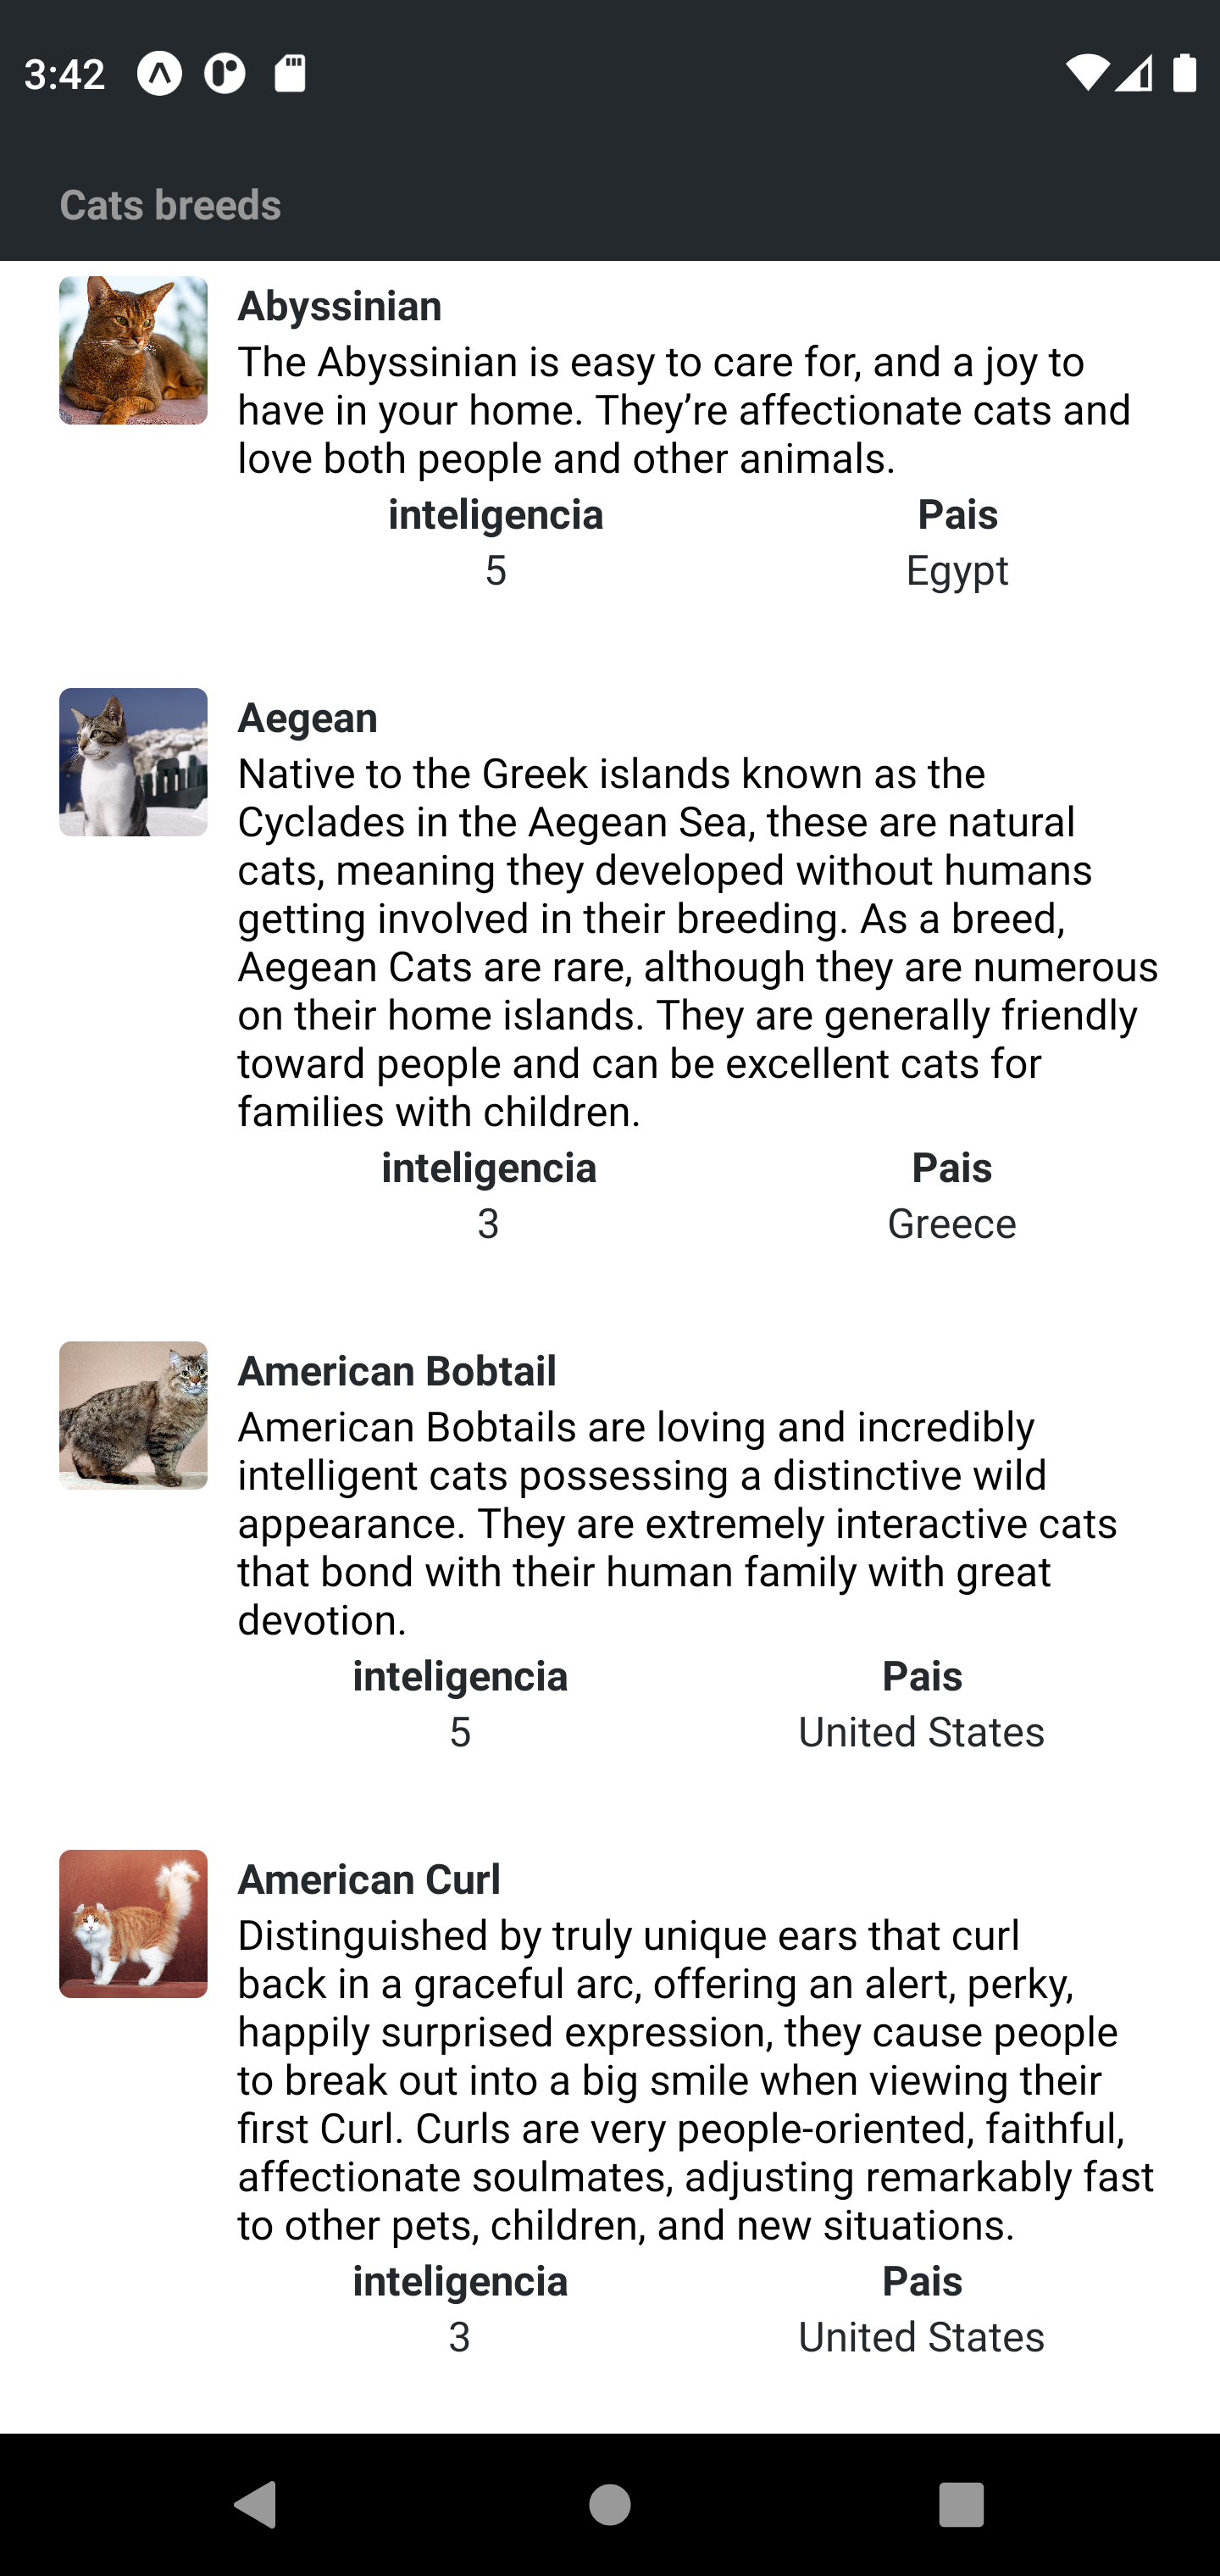 3:42
Cats breeds
Abyssinian
The Abyssinian is easy to care for, and a joy to
have in your home. They’re affectionate cats and
love both people and other animals.
inteligencia Pais
5 Egypt
Aegean
Native to the Greek islands known as the
Cyclades in the Aegean Sea, these are natural
cats, meaning they developed without humans
getting involved in their breeding. As a breed,
Aegean Cats are rare, although they are numerous
on their home islands. They are generally friendly
toward people and can be excellent cats for
families with children.
inteligencia Pais
3 Greece
American Bobtail
American Bobtails are loving and incredibly
intelligent cats possessing a distinctive wild
appearance. They are extremely interactive cats
that bond with their human family with great
devotion.
inteligencia Pais
5 United States
American Curl
Distinguished by truly unique ears that curl
back in a graceful arc, offering an alert, perky,
happily surprised expression, they cause people
to break out into a big smile when viewing their
first Curl. Curls are very people-oriented, faithful,
affectionate soulmates, adjusting remarkably fast
to other pets, children, and new situations.
inteligencia Pais
3 United States